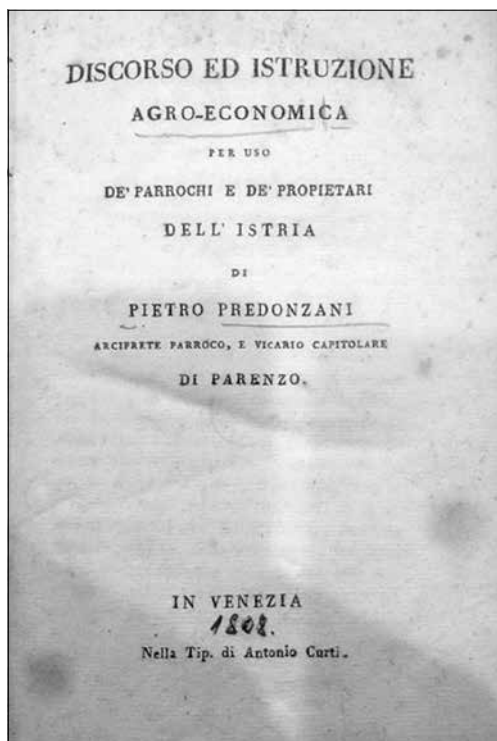 DISCORSO ED ISTRUZIONE
AGRO-ECONOMICA
PER USO
DE' PARROCHI E DE' PROPIETARI
DELL' ISTRIA
DI
PIETRO PREDONZANI
ARCIPRETE PARROCO, E VICARIO CAPITOLARE
DI PARENZO.
IN VENEZIA
1808.
Nella Tip. di Antonio Curti.